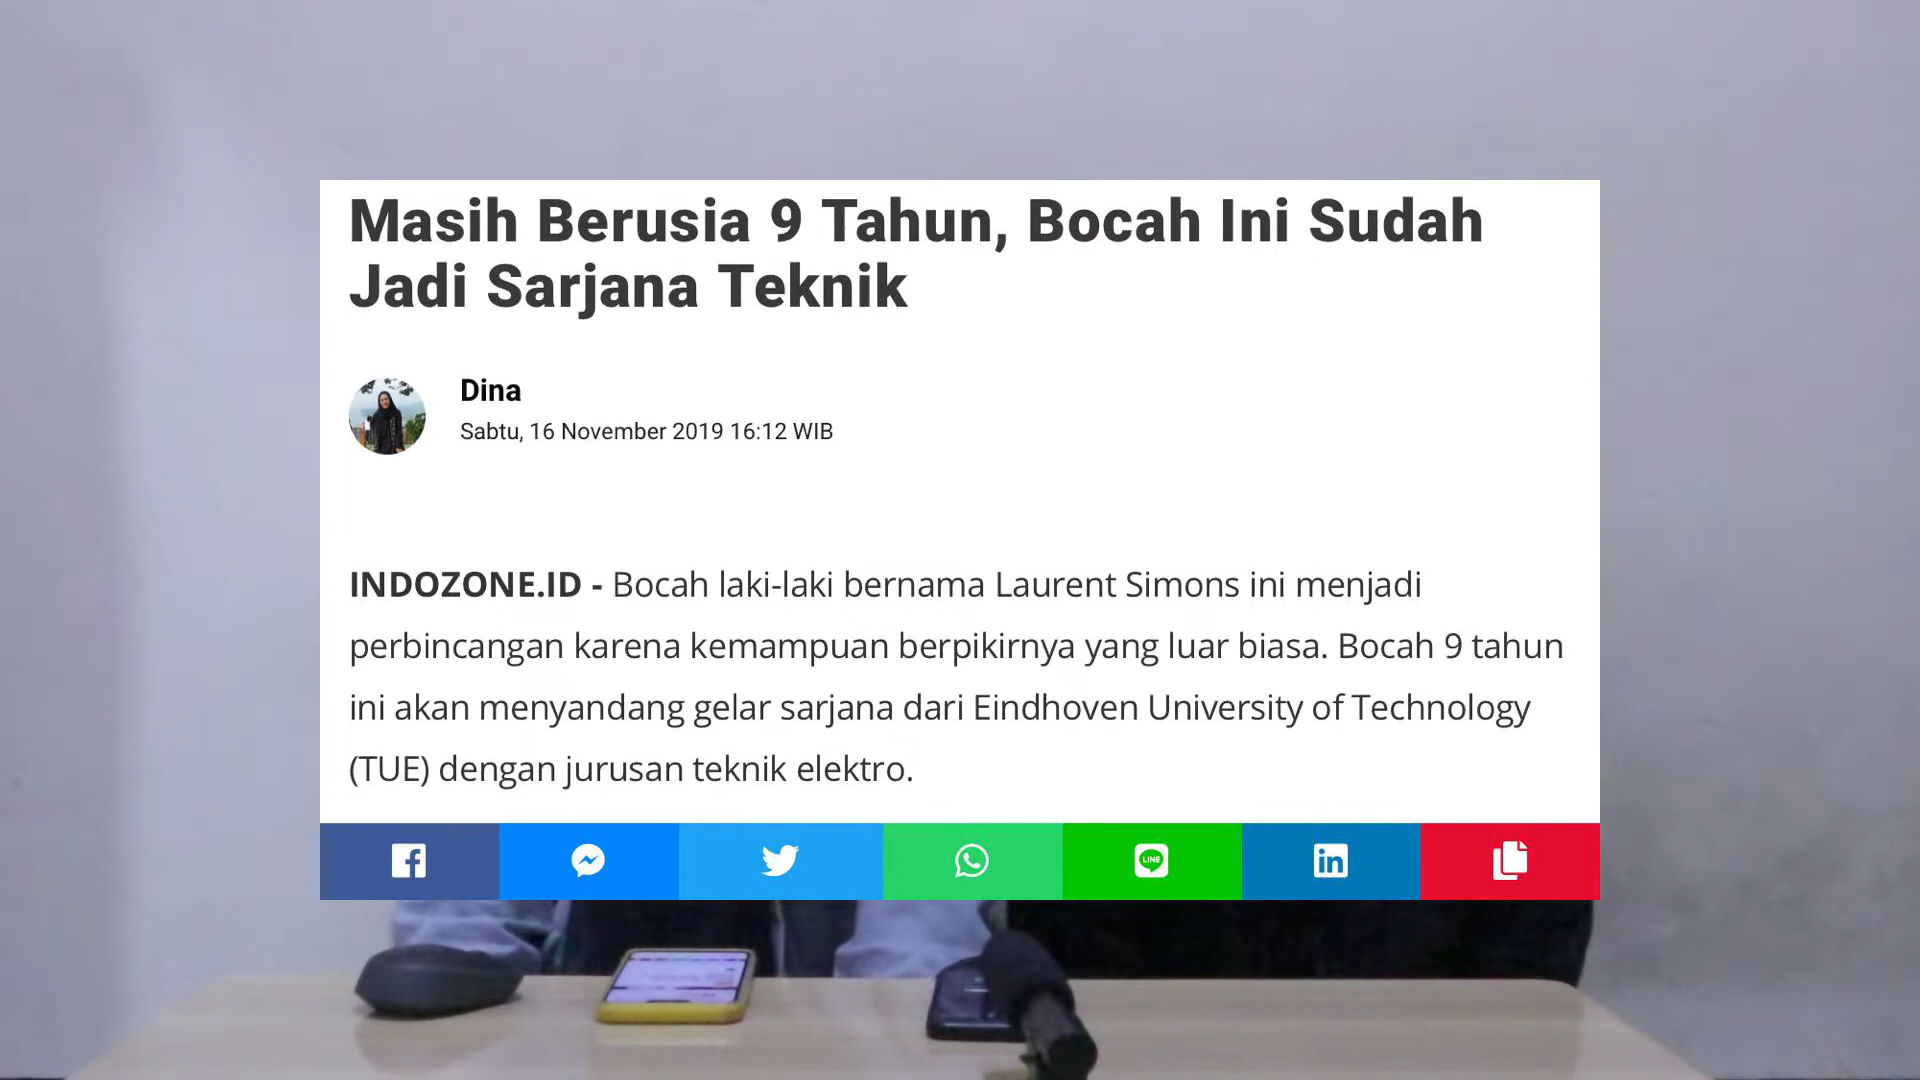 Masih Berusia 9 Tahun, Bocah Ini Sudah
Jadi Sarjana Teknik
Dina
Sabtu, 16 November 2019 16:12 WIB
INDOZONE.ID - Bocah laki-laki bernama Laurent Simons ini menjadi
perbincangan karena kemampuan berpikirnya yang luar biasa. Bocah 9 tahun
ini akan menyandang gelar sarjana dari Eindhoven University of Technology
(TUE) dengan jurusan teknik elektro.
LINE